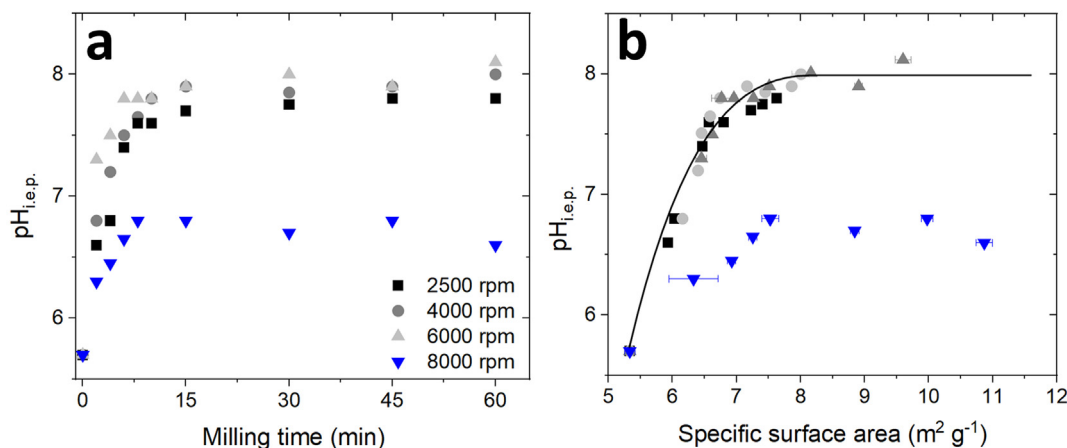 a
8
7
6
pHi.e.p.
2500 rpm
4000 rpm
6000 rpm
8000 rpm
0 15 30 45 60
Milling time (min)
b
8
7
6
pHi.e.p.
5 6 7 8 9 10 11 12
Specific surface area (m² g⁻¹)